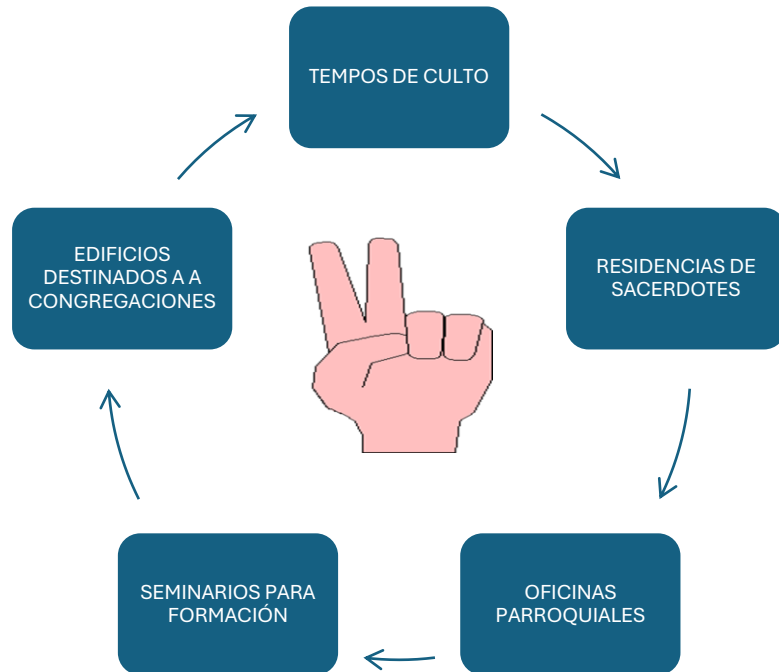 TEMPOS DE CULTO
RESIDENCIAS DE
SACERDOTES
OFICINAS
PARROQUIALES
SEMINARIOS PARA
FORMACIÓN
EDIFICIOS
DESTINADOS A A
CONGREGACIONES